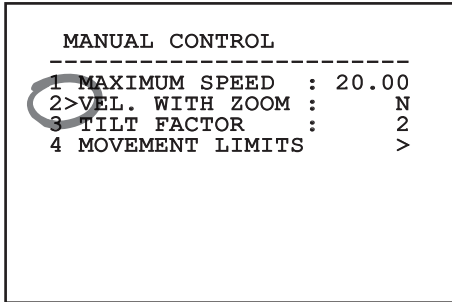 MANUAL CONTROL
-------------------------
1 MAXIMUM SPEED : 20.00
2>VEL. WITH ZOOM : N
3 TILT FACTOR : 2
4 MOVEMENT LIMITS >